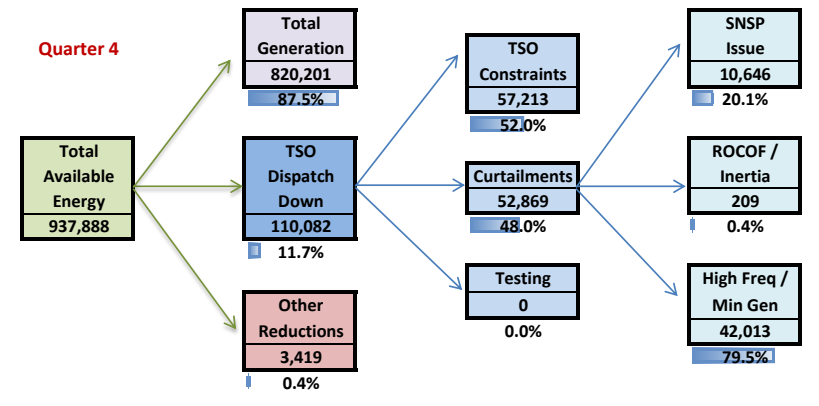 Quarter 4
Total
Available
Energy
937,888
Total
Generation
820,201
87.5%
TSO
Dispatch
Down
110,082
11.7%
Other
Reductions
3,419
0.4%
TSO
Constraints
57,213
52.0%
Curtailments
52,869
48.0%
Testing
0
0.0%
SNSP
Issue
10,646
20.1%
ROCOF /
Inertia
209
0.4%
High Freq /
Min Gen
42,013
79.5%